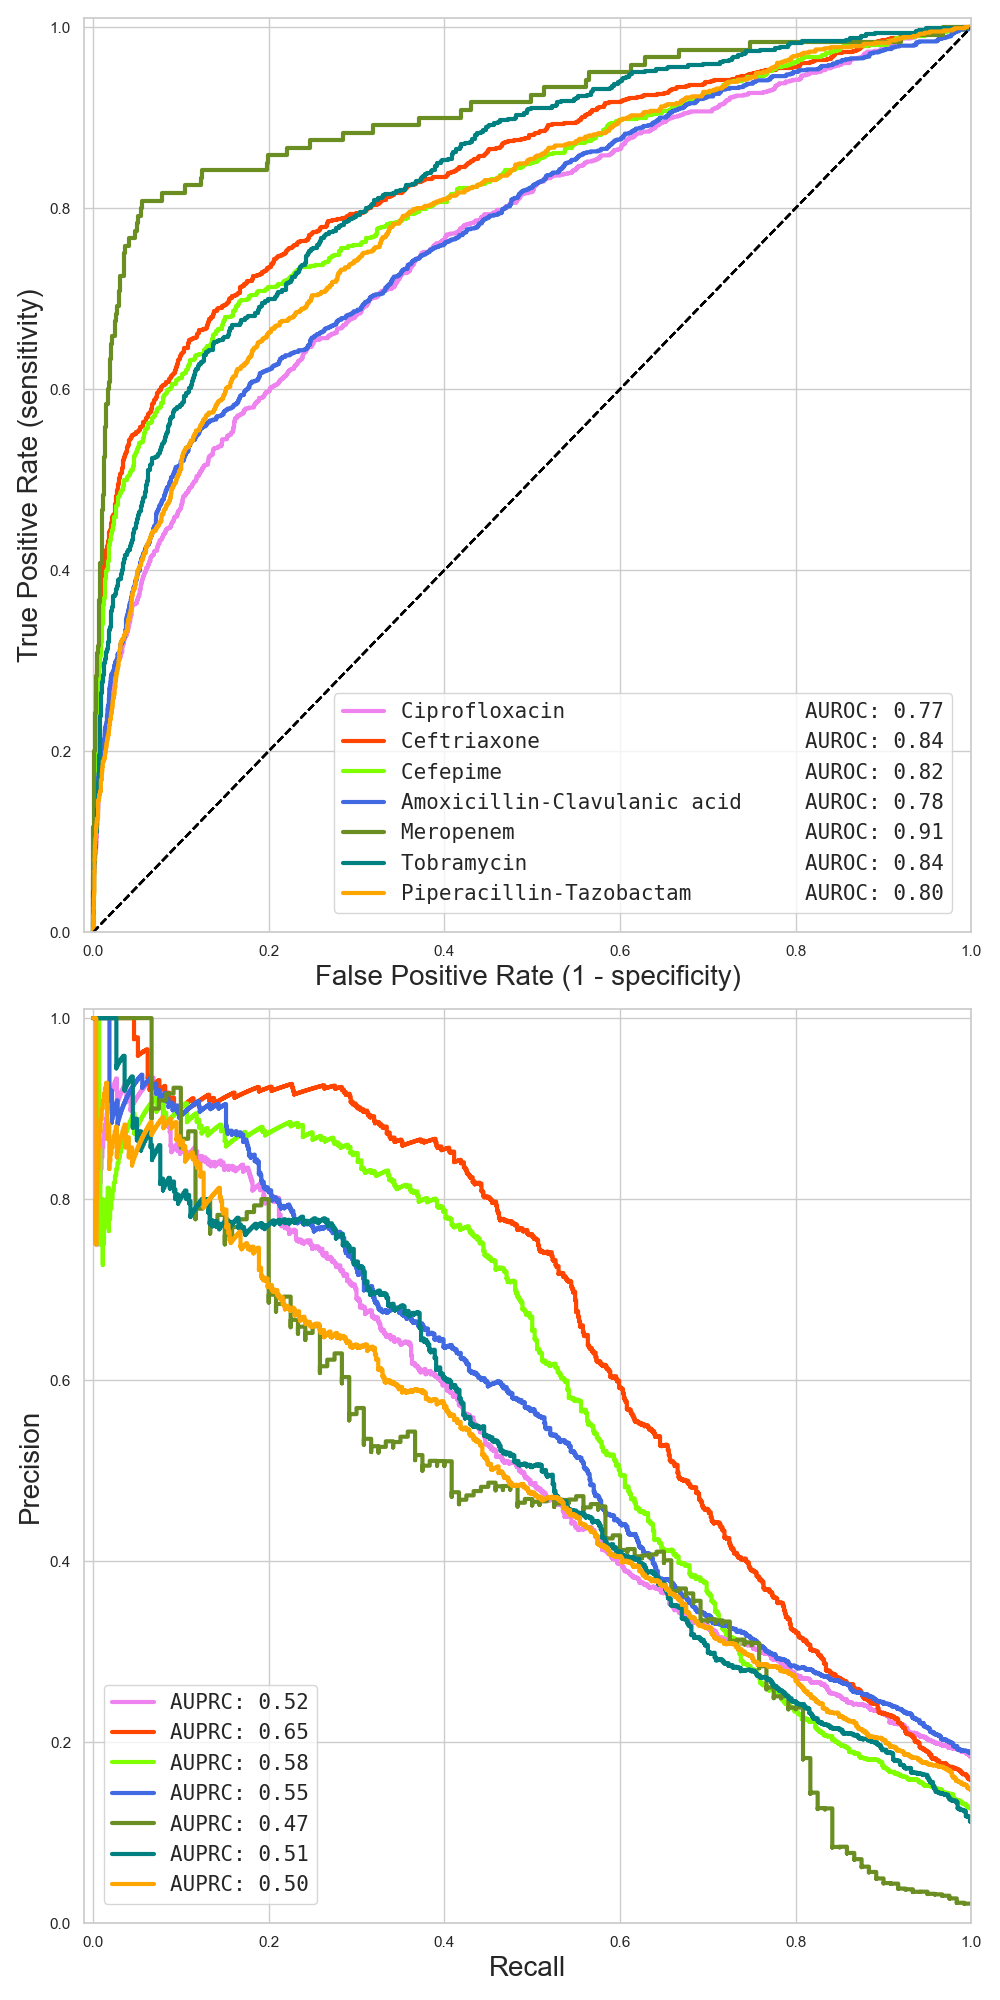 1.0
0.8
0.6
0.4
0.2
0.0
True Positive Rate (sensitivity)
Ciprofloxacin AUROC: 0.77
Ceftriaxone AUROC: 0.84
Cefepime AUROC: 0.82
Amoxicillin-Clavulanic acid AUROC: 0.78
Meropenem AUROC: 0.91
Tobramycin AUROC: 0.84
Piperacillin-Tazobactam AUROC: 0.80
0.0 0.2 0.4 0.6 0.8 1.0
False Positive Rate (1 - specificity)
1.0
0.8
0.6
0.4
0.2
0.0
Precision
AUPRC: 0.52
AUPRC: 0.65
AUPRC: 0.58
AUPRC: 0.55
AUPRC: 0.47
AUPRC: 0.51
AUPRC: 0.50
0.0 0.2 0.4 0.6 0.8 1.0
Recall